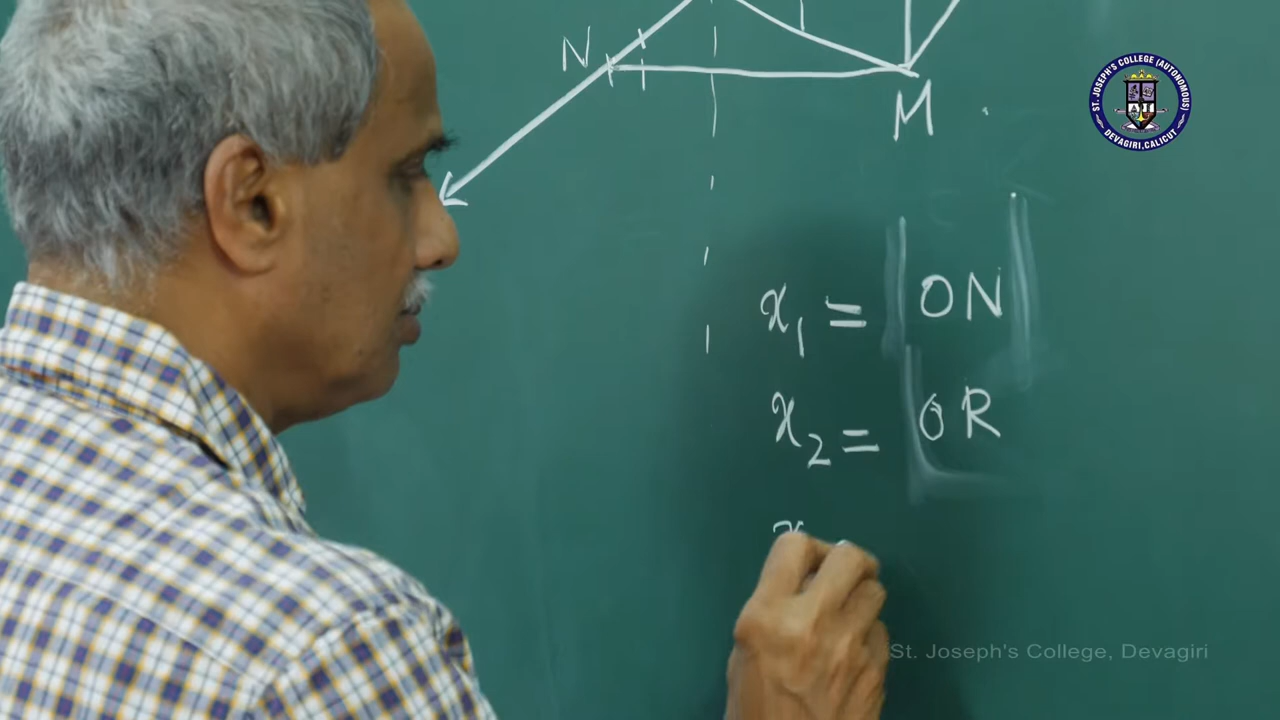 N
M
ST. JOSEPH'S COLLEGE (AUTONOMOUS)
DEVAGIRI, CALICUT
x₁ = |ON|
x₂ = |OR
x
St. Joseph's College, Devagiri